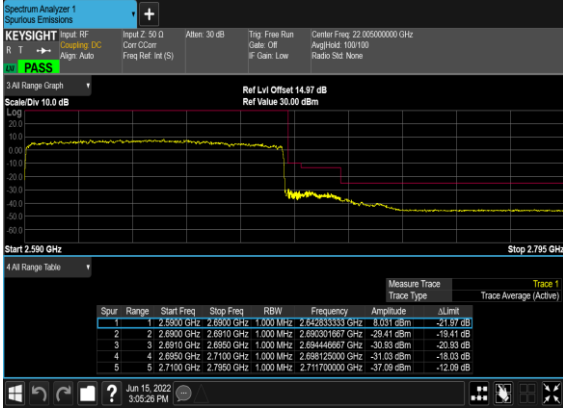 Spectrum Analyzer 1
Spurious Emissions
+
KEYSIGHT Input: RF Input Z: 50 Ω Atten: 30 dB Trig: Free Run Center Freq: 22.005000000 GHz
R T Coupling: DC Corr CCorr Gate: Off Avg|Hold: 100/100
Align: Auto Freq Ref: Int (S) IF Gain: Low Radio Std: None
LNI PASS
3 All Range Graph Ref Lvl Offset 14.97 dB
Scale/Div 10.0 dB Ref Value 30.00 dBm
Log
20.0
10.0
0.00
-10.0
-20.0
-30.0
-40.0
-50.0
-60.0
Start 2.590 GHz Stop 2.795 GHz
4 All Range Table
Measure Trace Trace 1
Trace Type Trace Average (Active)
Spur Range Start Freq Stop Freq RBW Frequency Amplitude ΔLimit
1 1 2.5900 GHz 2.6900 GHz 1.000 MHz 2.642833333 GHz 8.031 dBm -21.97 dB
2 2 2.6900 GHz 2.6910 GHz 1.000 MHz 2.690301667 GHz -29.41 dBm -19.41 dB
3 3 2.6910 GHz 2.6950 GHz 1.000 MHz 2.694446667 GHz -30.93 dBm -20.93 dB
4 4 2.6950 GHz 2.7100 GHz 1.000 MHz 2.698125000 GHz -31.03 dBm -18.03 dB
5 5 2.7100 GHz 2.7950 GHz 1.000 MHz 2.711700000 GHz -37.09 dBm -12.09 dB
? Jun 15, 2022
3:05:26 PM